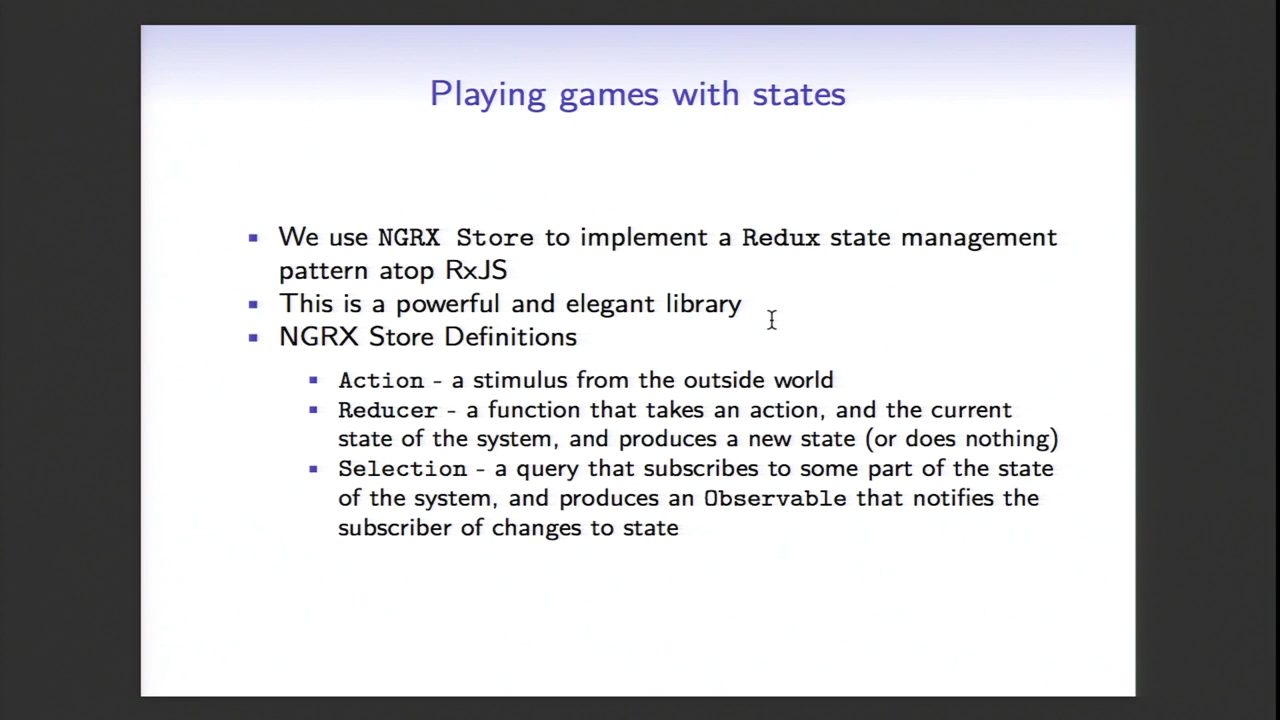 Playing games with states
We use NGRX Store to implement a Redux state management
pattern atop RxJS
This is a powerful and elegant library
NGRX Store Definitions
Action - a stimulus from the outside world
Reducer - a function that takes an action, and the current
state of the system, and produces a new state (or does nothing)
Selection - a query that subscribes to some part of the state
of the system, and produces an Observable that notifies the
subscriber of changes to state